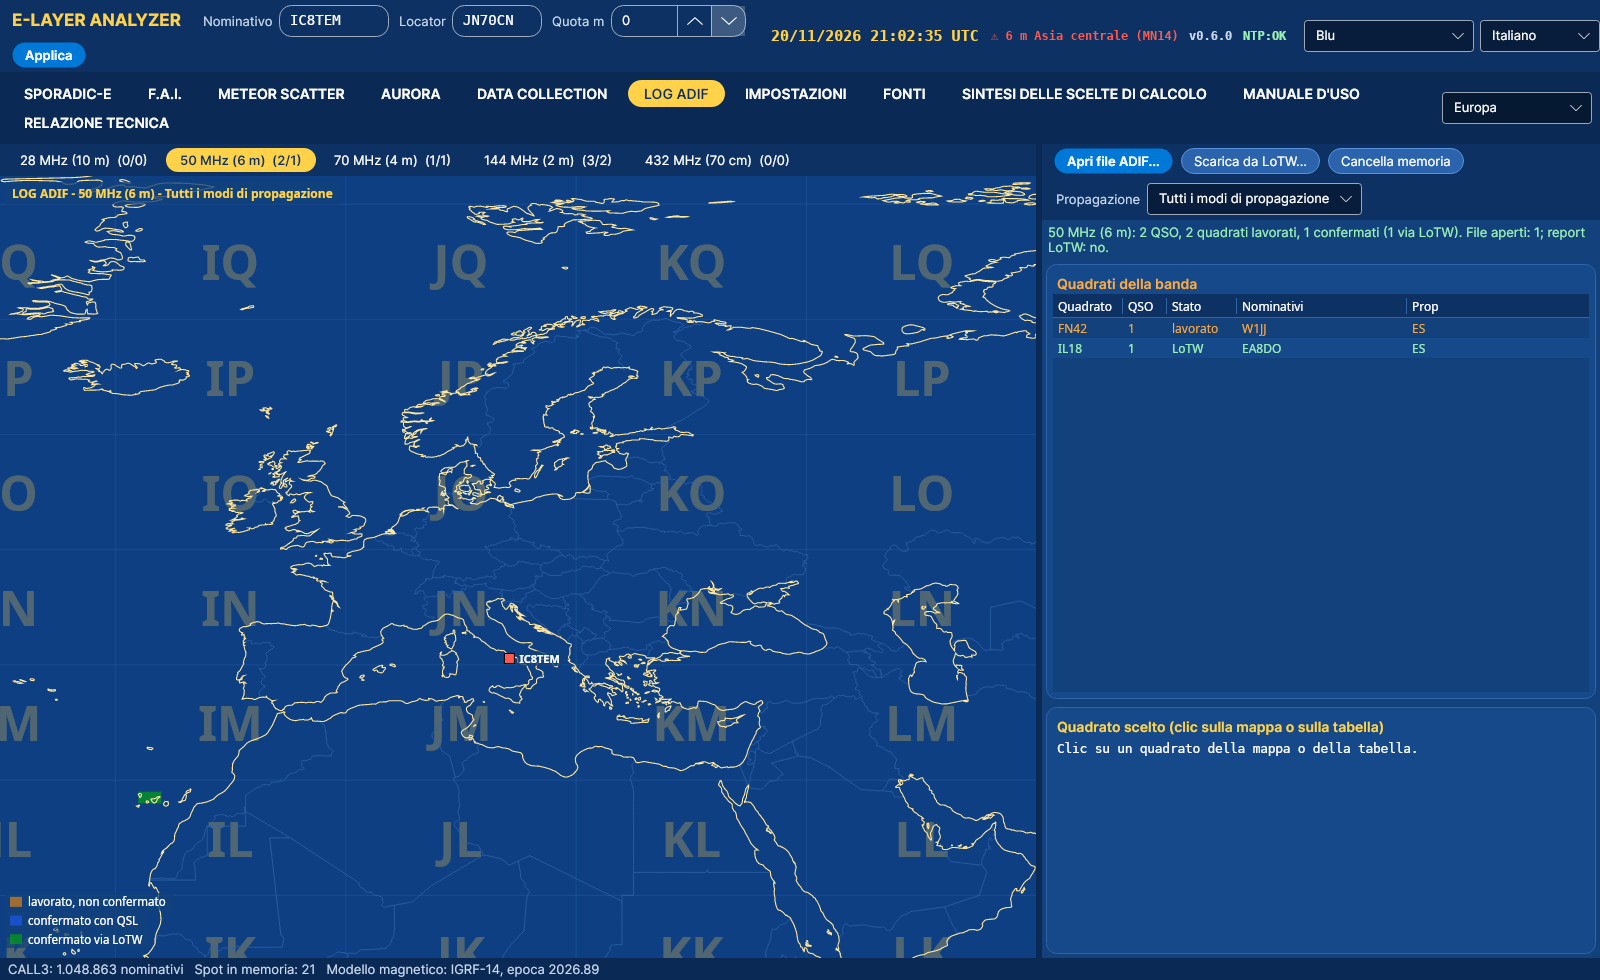 E-LAYER ANALYZER
Nominativo IC8TEM Locator JN70CN Quota m 0
20/11/2026 21:02:35 UTC ⚠ 6 m Asia centrale (MN14) v0.6.0 NTP:OK Blu Italiano
Applica
SPORADIC-E F.A.I. METEOR SCATTER AURORA DATA COLLECTION LOG ADIF IMPOSTAZIONI FONTI SINTESI DELLE SCELTE DI CALCOLO MANUALE D'USO
RELAZIONE TECNICA
Europa
28 MHz (10 m) (0/0) 50 MHz (6 m) (2/1) 70 MHz (4 m) (1/1) 144 MHz (2 m) (3/2) 432 MHz (70 cm) (0/0)
LOG ADIF - 50 MHz (6 m) - Tutti i modi di propagazione
Q IQ JQ KQ LQ
P IP JP KP LP
O IO JO KO LO
N IN JN KN LN
IC8TEM
M IM JM KM LM
IL IL JL KL LL
K IK JK KK LK
lavorato, non confermato
confermato con QSL
confermato via LoTW
Apri file ADIF... Scarica da LoTW... Cancella memoria
Propagazione Tutti i modi di propagazione
50 MHz (6 m): 2 QSO, 2 quadrati lavorati, 1 confermati (1 via LoTW). File aperti: 1; report
LoTW: no.
Quadrati della banda
Quadrato QSO Stato Nominativi Prop
FN42 1 lavorato W1JJ ES
IL18 1 LoTW EA8DO ES
Quadrato scelto (clic sulla mappa o sulla tabella)
Clic su un quadrato della mappa o della tabella.
CALL3: 1.048.863 nominativi Spot in memoria: 21 Modello magnetico: IGRF-14, epoca 2026.89